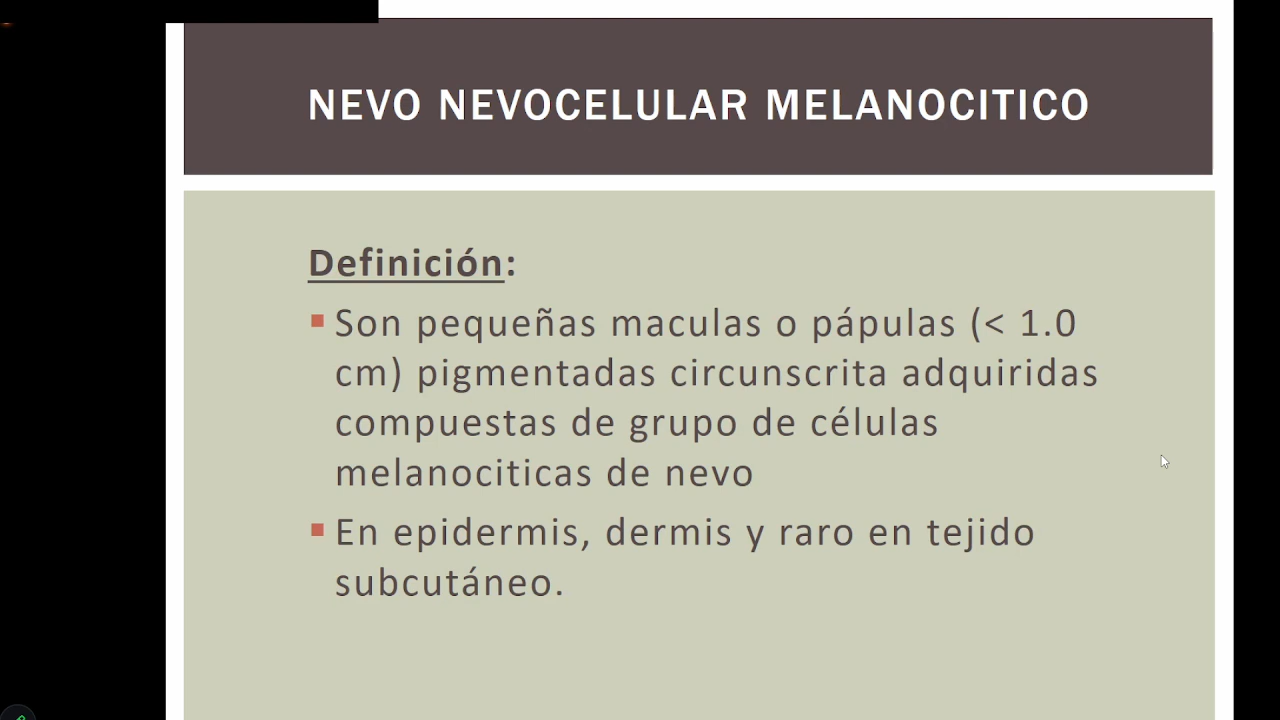 NEVO NEVOCELULAR MELANOCITICO
Definición:
Son pequeñas maculas o pápulas (< 1.0
cm) pigmentadas circunscrita adquiridas
compuestas de grupo de células
melanociticas de nevo
En epidermis, dermis y raro en tejido
subcutáneo.